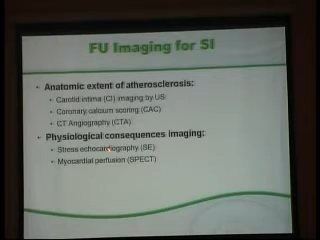 FU Imaging for SI
• Anatomic extent of atherosclerosis:
• Carotid intima (CI) imaging by US
• Coronary calcium scoring (CAC)
• CT Angiography (CTA)
• Physiological consequences imaging:
• Stress echocardiography (SE)
• Myocardial perfusion (SPECT)